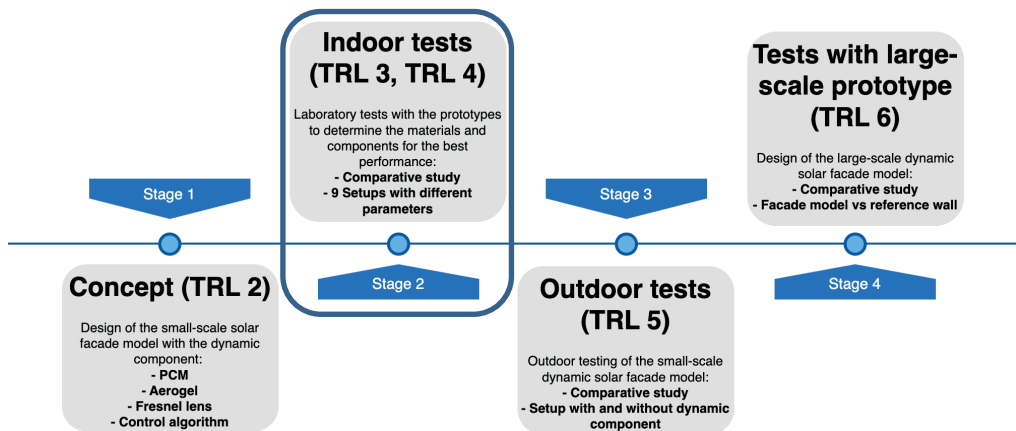 Stage 1
Concept (TRL 2)
Design of the small-scale solar
facade model with the dynamic
component:
- PCM
- Aerogel
- Fresnel lens
- Control algorithm
Indoor tests
(TRL 3, TRL 4)
Laboratory tests with the prototypes
to determine the materials and
components for the best
performance:
- Comparative study
- 9 Setups with different
parameters
Stage 2
Stage 3
Outdoor tests
(TRL 5)
Outdoor testing of the small-scale
dynamic solar facade model:
- Comparative study
- Setup with and without dynamic
component
Tests with large-
scale prototype
(TRL 6)
Design of the large-scale dynamic
solar facade model:
- Comparative study
- Facade model vs reference wall
Stage 4